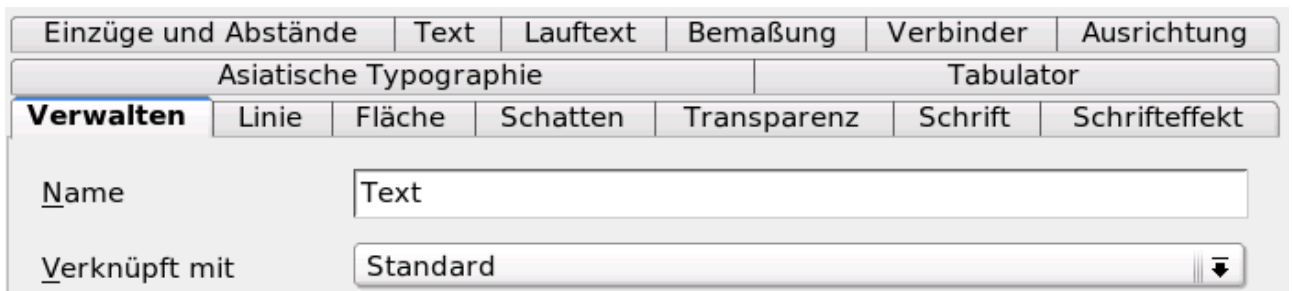 Einzüge und Abstände Text Lauftext Bemaßung Verbinder Ausrichtung
Asiatische Typographie Tabulator
Verwalten Linie Fläche Schatten Transparenz Schrift Schrifteffekt
Name Text
Verknüpft mit Standard